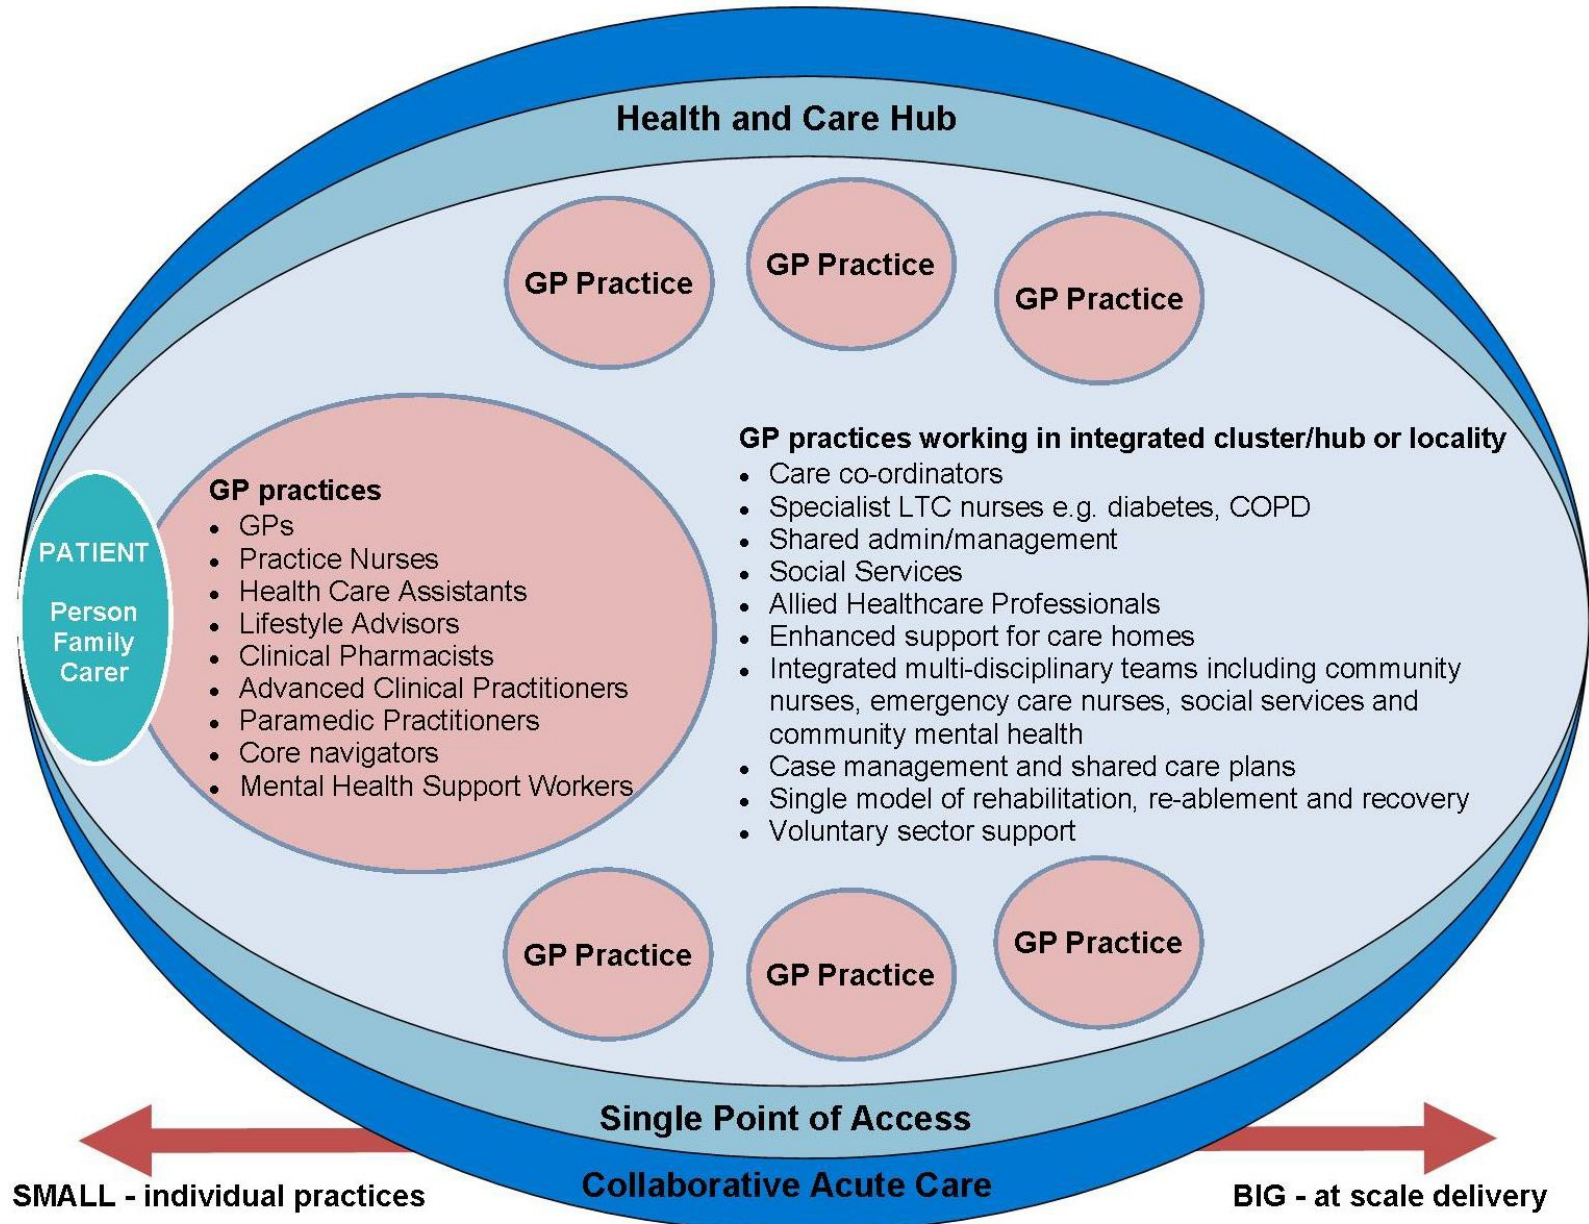 Health and Care Hub
GP Practice
GP Practice
GP Practice
PATIENT
Person
Family
Carer
GP practices
• GPs
• Practice Nurses
• Health Care Assistants
• Lifestyle Advisors
• Clinical Pharmacists
• Advanced Clinical Practitioners
• Paramedic Practitioners
• Core navigators
• Mental Health Support Workers
GP practices working in integrated cluster/hub or locality
• Care co-ordinators
• Specialist LTC nurses e.g. diabetes, COPD
• Shared admin/management
• Social Services
• Allied Healthcare Professionals
• Enhanced support for care homes
• Integrated multi-disciplinary teams including community
nurses, emergency care nurses, social services and
community mental health
• Case management and shared care plans
• Single model of rehabilitation, re-ablement and recovery
• Voluntary sector support
GP Practice
GP Practice
GP Practice
Single Point of Access
Collaborative Acute Care
SMALL - individual practices
BIG - at scale delivery